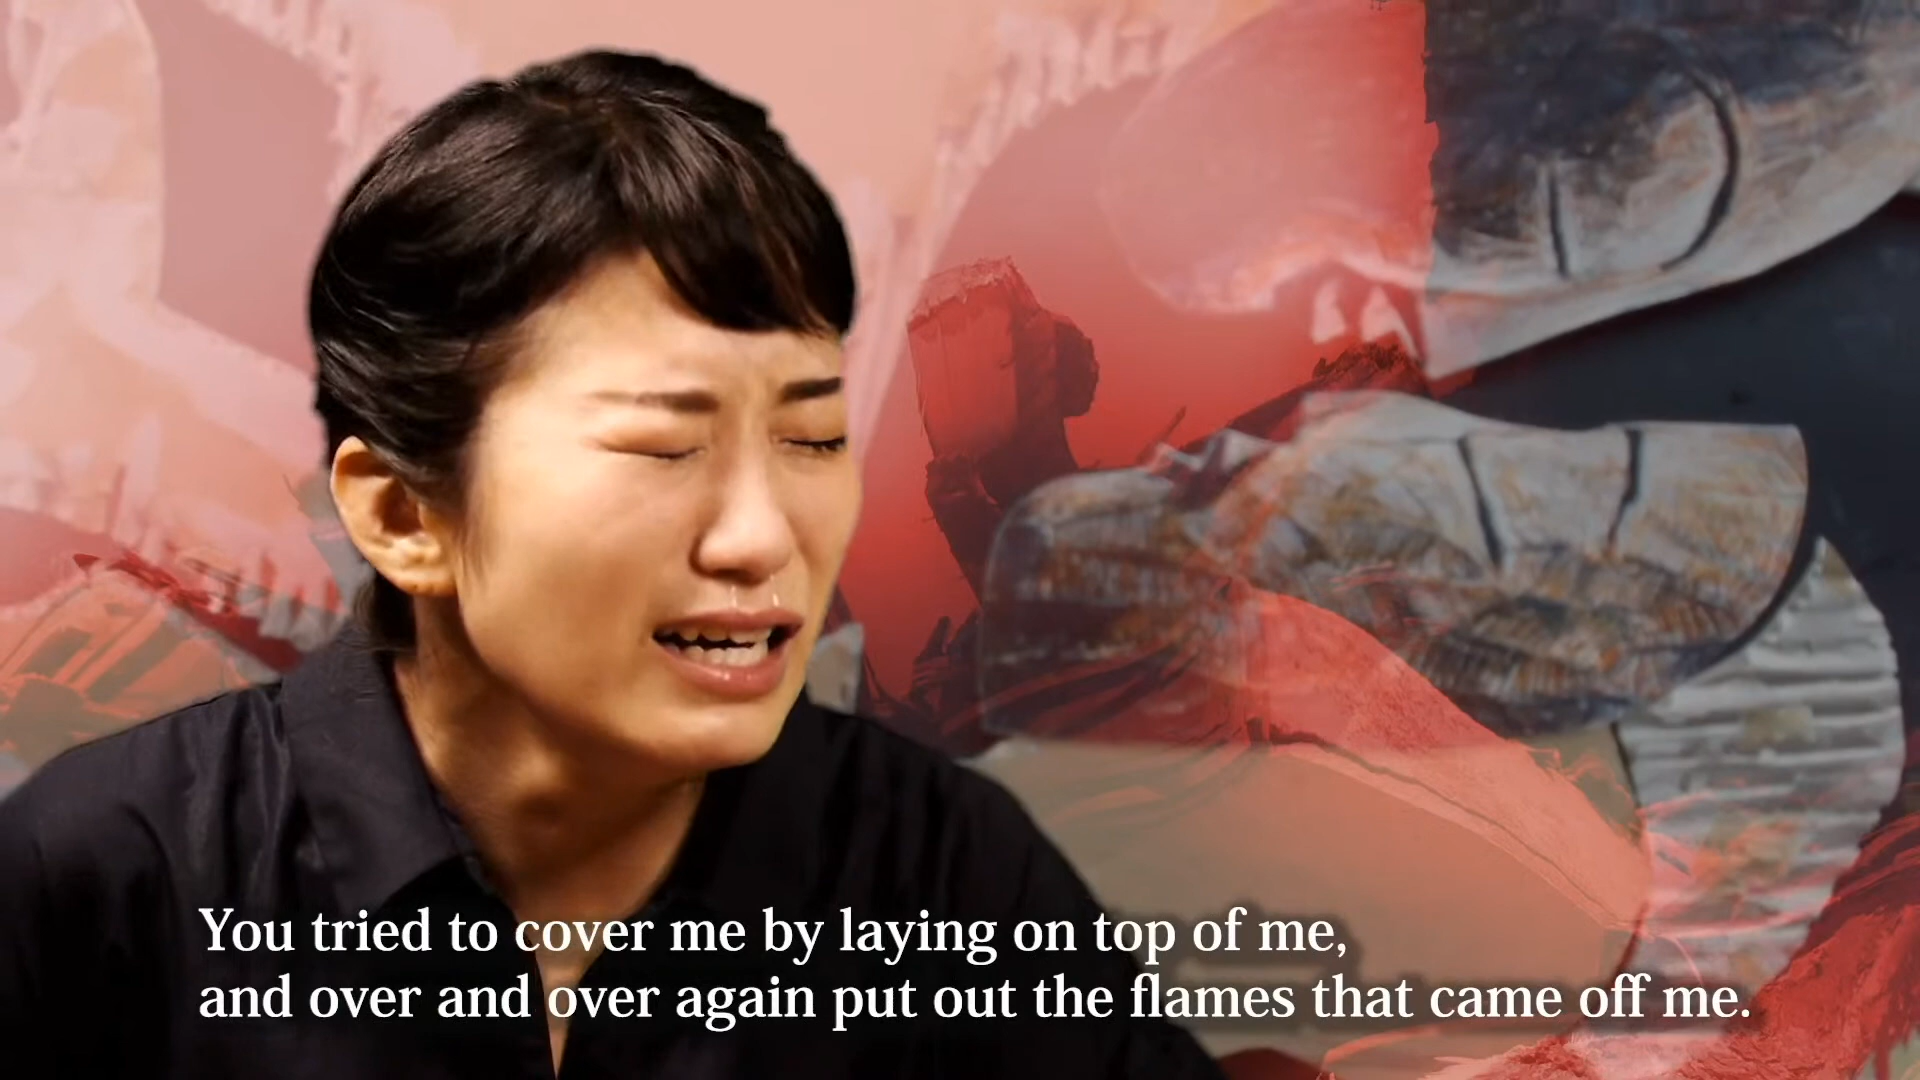 You tried to cover me by laying on top of me,
and over and over again put out the flames that came off me.